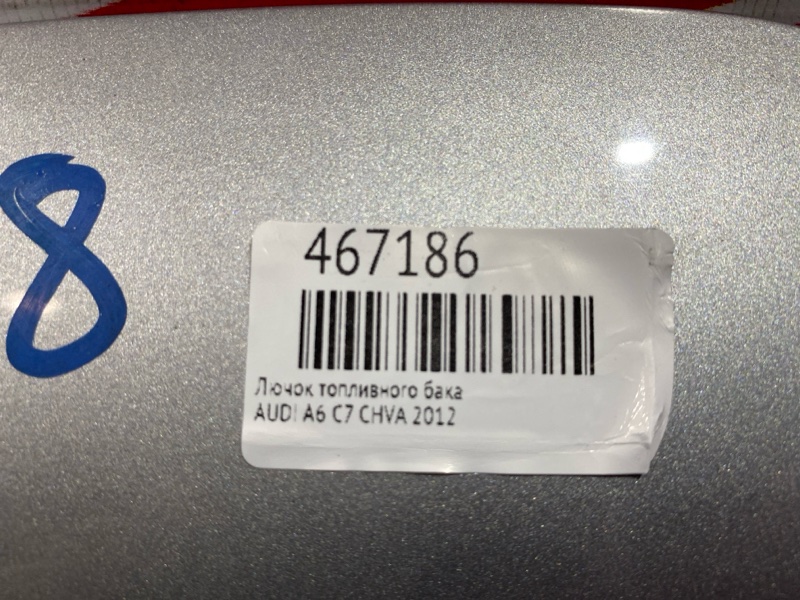 8
467186
Лючок топливного бака
AUDI A6 C7 CHVA 2012